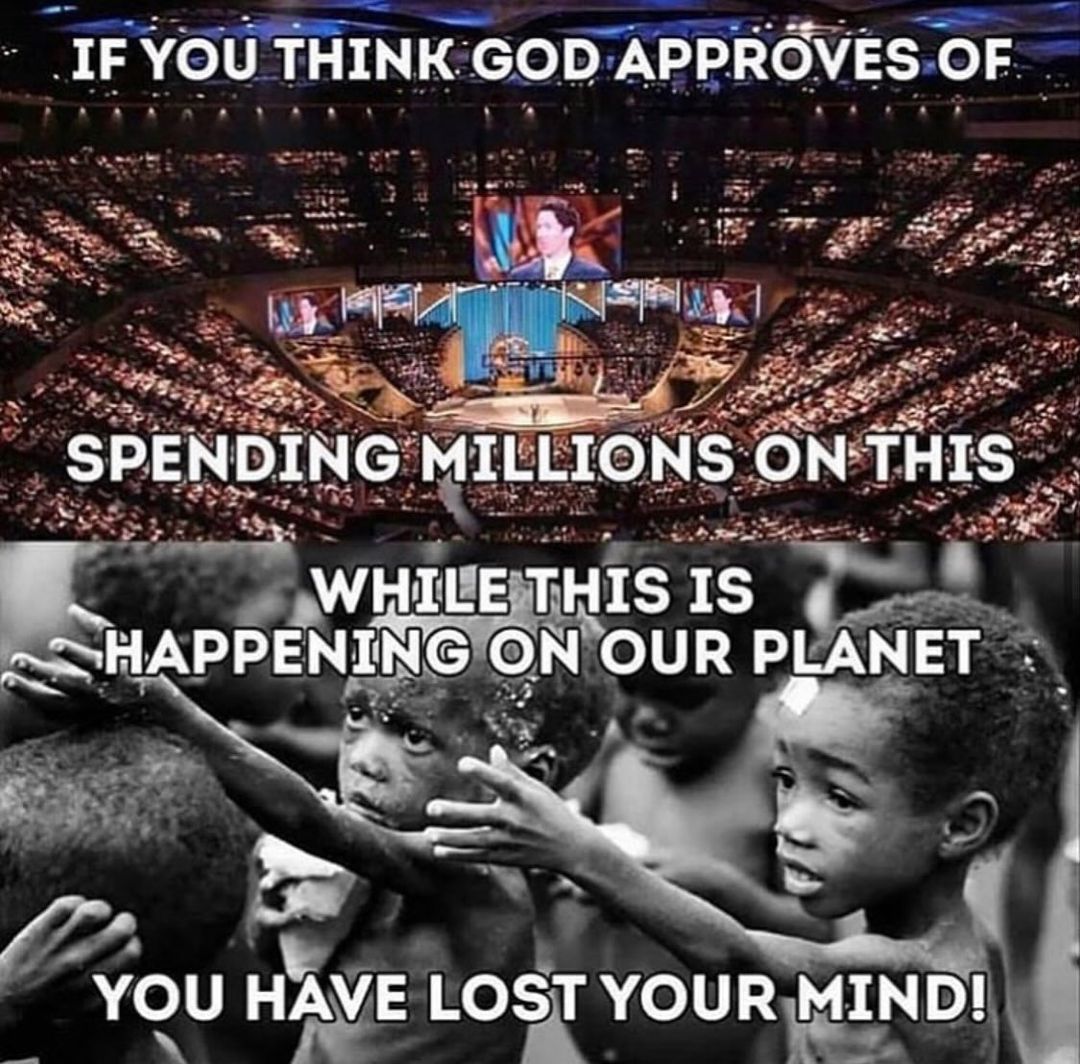 IF YOU THINK GOD APPROVES OF
SPENDING MILLIONS ON THIS
WHILE THIS IS
HAPPENING ON OUR PLANET
YOU HAVE LOST YOUR MIND!